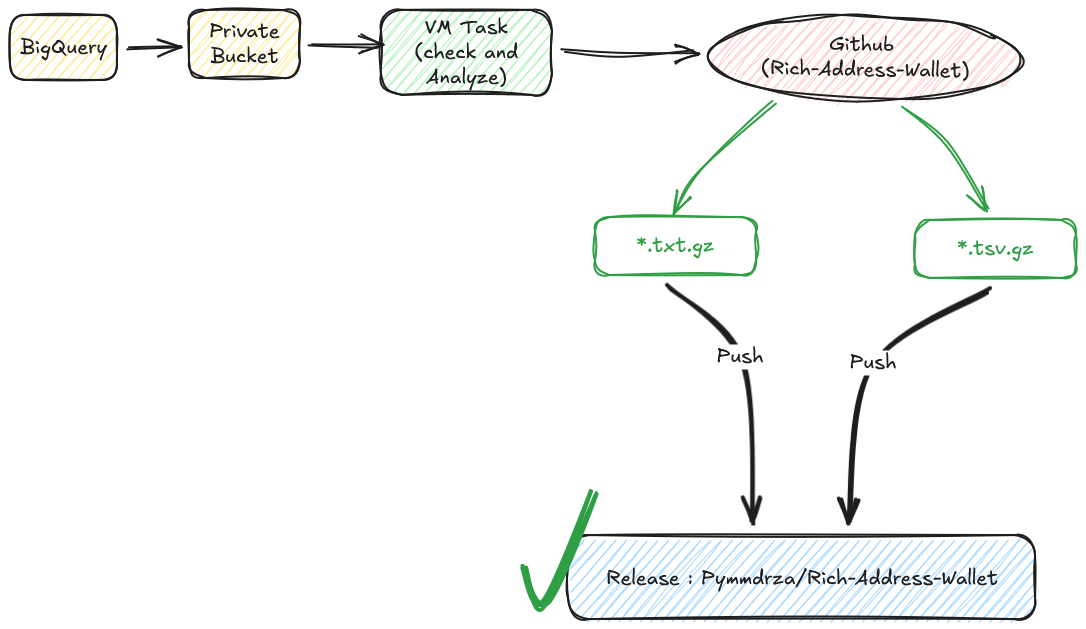 BigQuery
Private
Bucket
VM Task
(check and
Analyze)
Github
(Rich-Address-Wallet)
*.txt.gz
*.tsv.gz
Push
Push
Release : Pymmdrza/Rich-Address-Wallet